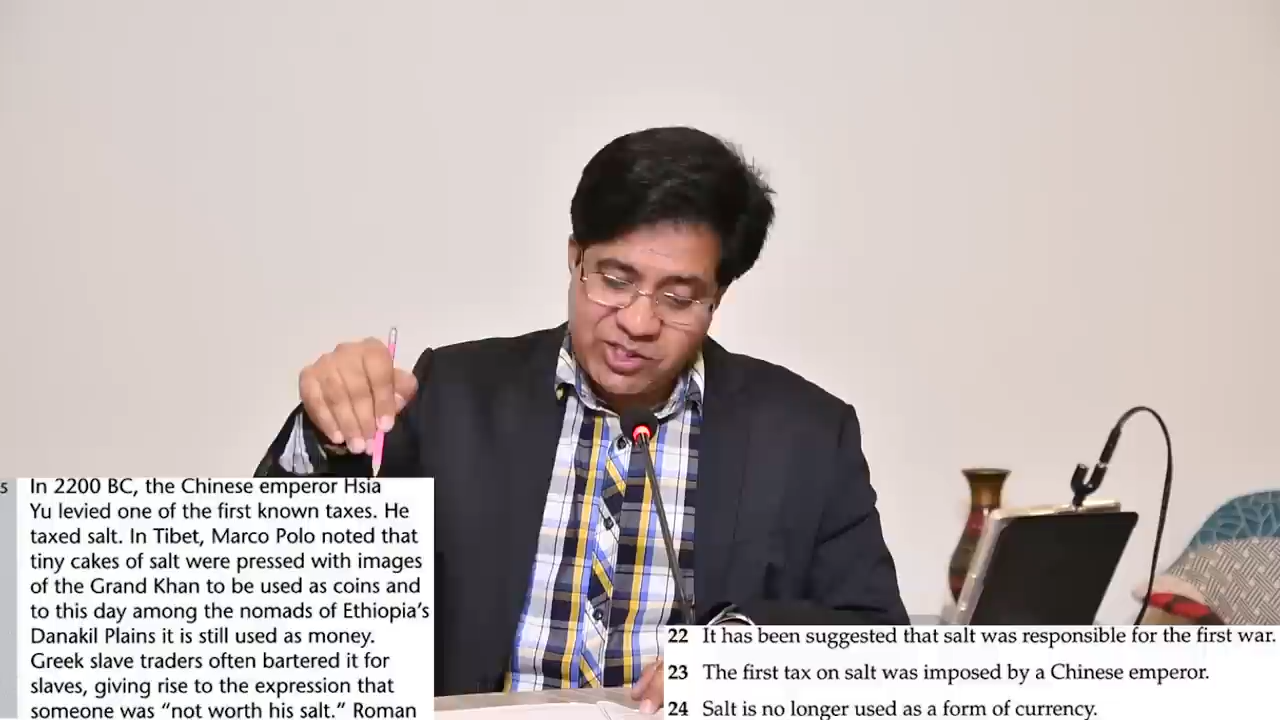 5 In 2200 BC, the Chinese emperor Hsia
Yu levied one of the first known taxes. He
taxed salt. In Tibet, Marco Polo noted that
tiny cakes of salt were pressed with images
of the Grand Khan to be used as coins and
to this day among the nomads of Ethiopia’s
Danakil Plains it is still used as money.
Greek slave traders often bartered it for
slaves, giving rise to the expression that
someone was “not worth his salt.” Roman
22 It has been suggested that salt was responsible for the first war.
23 The first tax on salt was imposed by a Chinese emperor.
24 Salt is no longer used as a form of currency.